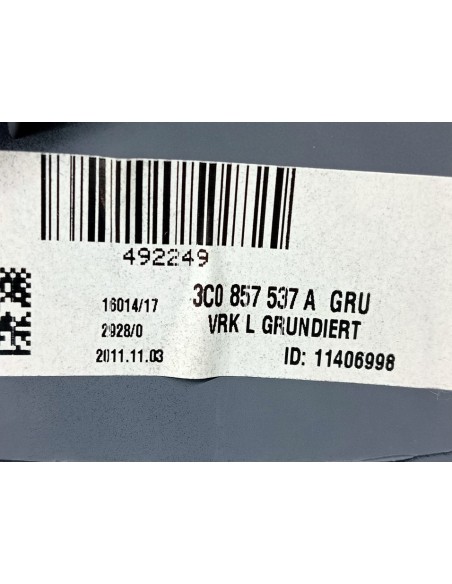 492249
3C0 857 537 A GRU
16014/17
VRK L GRUNDIERT
2928/0
2011.11.03
ID: 11406998